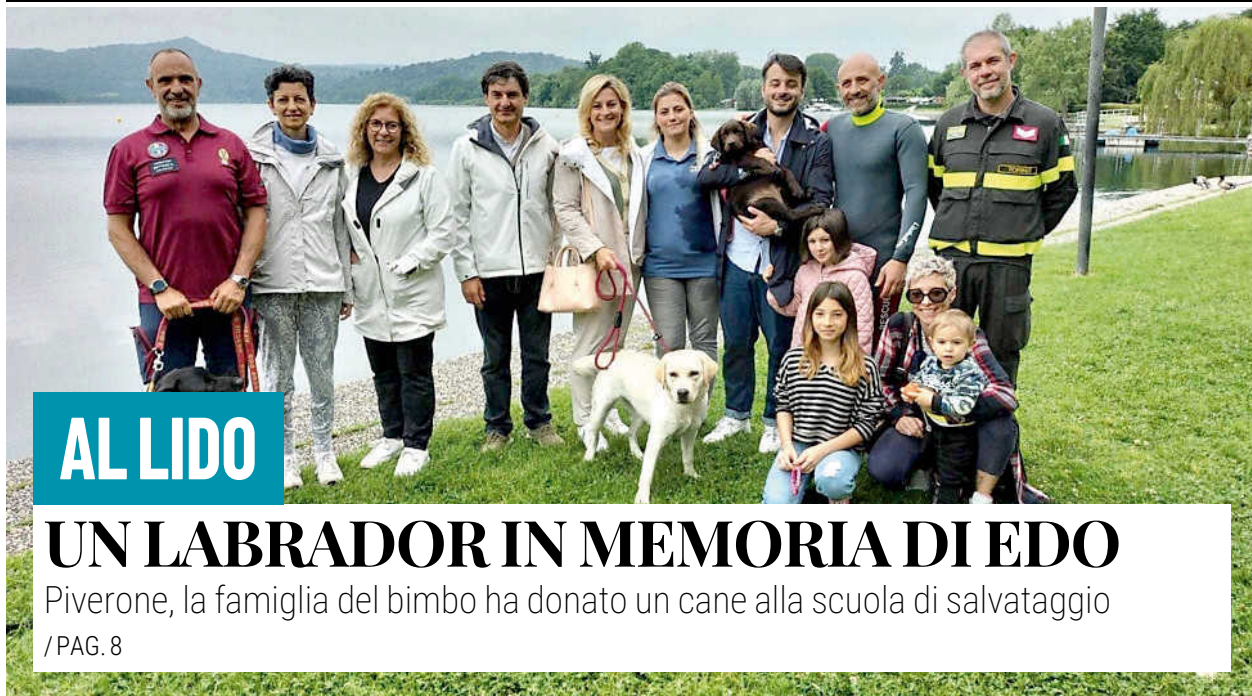 AL LIDO
UN LABRADOR IN MEMORIA DI EDO
Piverone, la famiglia del bimbo ha donato un cane alla scuola di salvataggio
/ PAG. 8